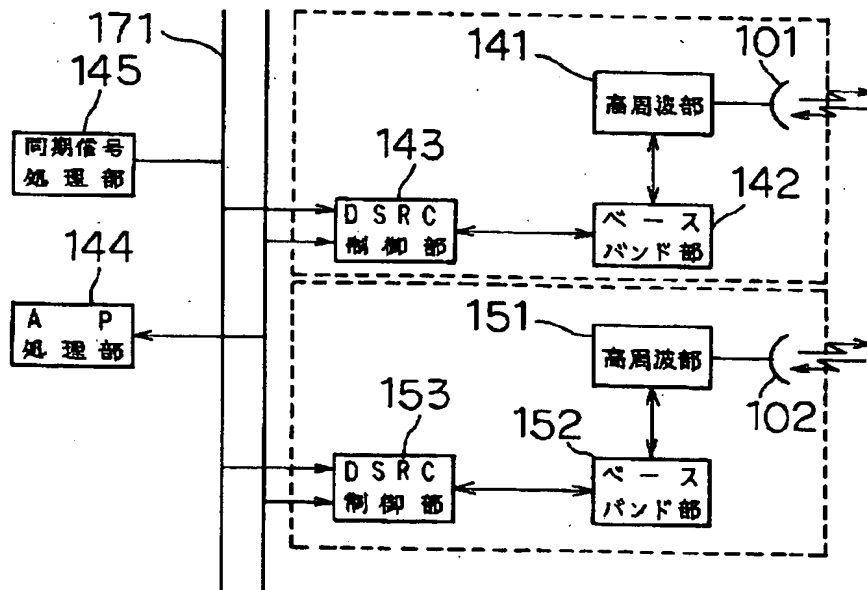 171
145
同期信号
処理部
144
A P
処理部
141
101
高周波部
143
DSRC
制御部
142
ベース
バンド部
151
高周波部
102
153
DSRC
制御部
152
ベース
バンド部